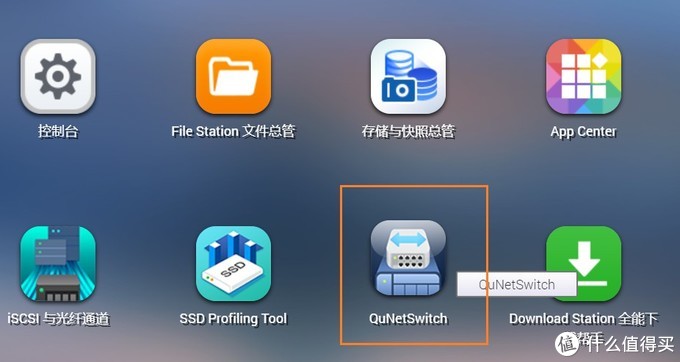 控制台
File Station 文件总管
存储与快照总管
App Center
SSD
iSCSI 与光纤通道
SSD Profiling Tool
QuNetSwitch
QuNetSwitch
Download Station 全能下
帮手
值 什么值得买